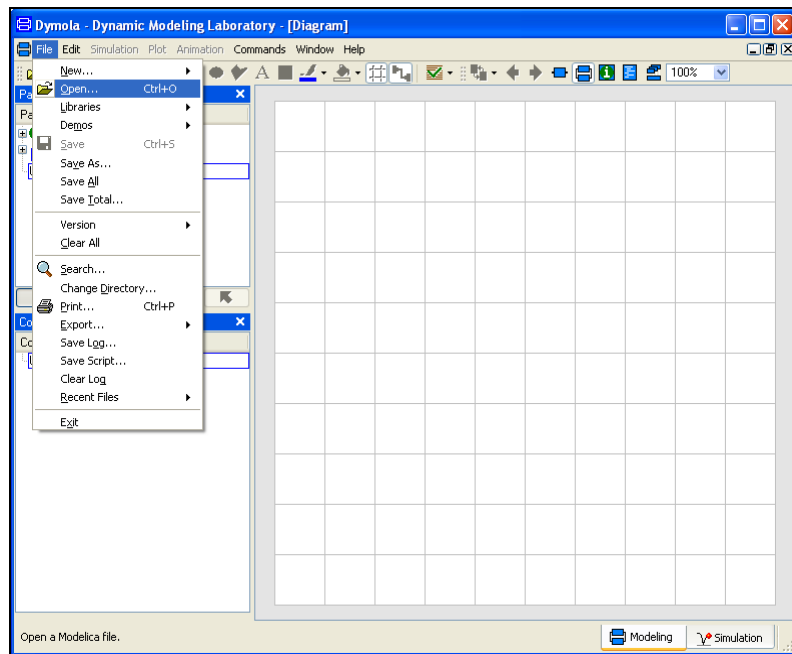 Dymola - Dynamic Modeling Laboratory - [Diagram]
File Edit Simulation Plot Animation Commands Window Help
A 100%
New...
Open... Ctrl+O
Libraries
Demos
Save Ctrl+S
Save As...
Save All
Save Total...
Version
Clear All
Search...
Change Directory...
Print... Ctrl+P
Export...
Save Log...
Save Script...
Clear Log
Recent Files
Exit
Open a Modelica file.
Modeling Simulation